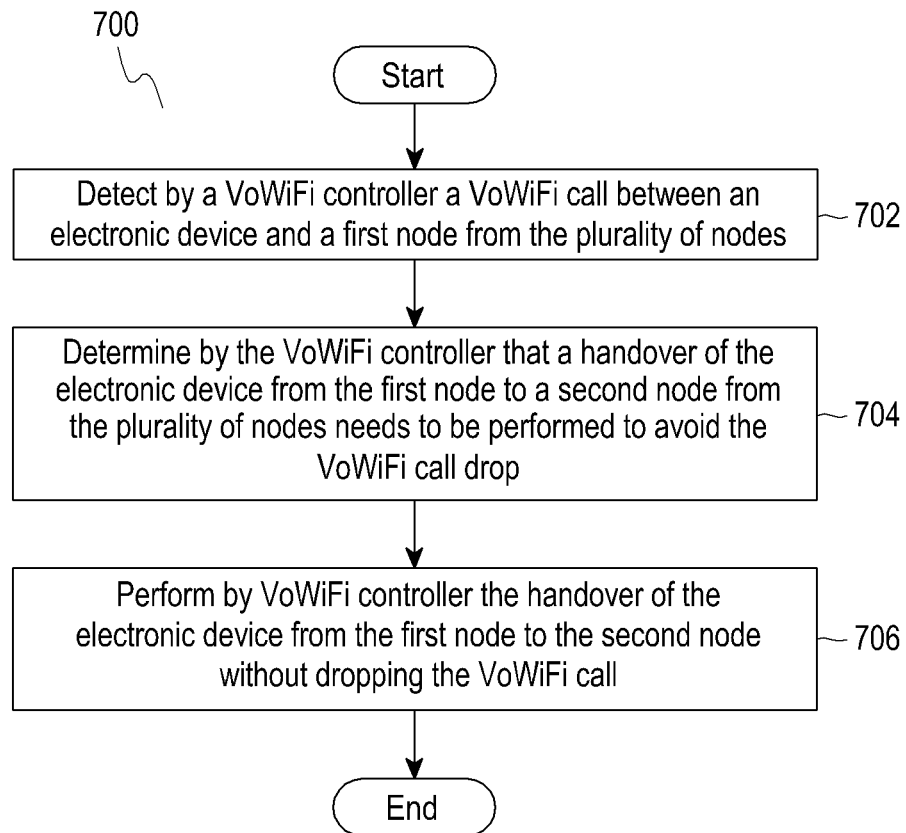 700
Start
Detect by a VoWiFi controller a VoWiFi call between an
electronic device and a first node from the plurality of nodes
702
Determine by the VoWiFi controller that a handover of the
electronic device from the first node to a second node from
the plurality of nodes needs to be performed to avoid the
VoWiFi call drop
704
Perform by VoWiFi controller the handover of the
electronic device from the first node to the second node
without dropping the VoWiFi call
706
End